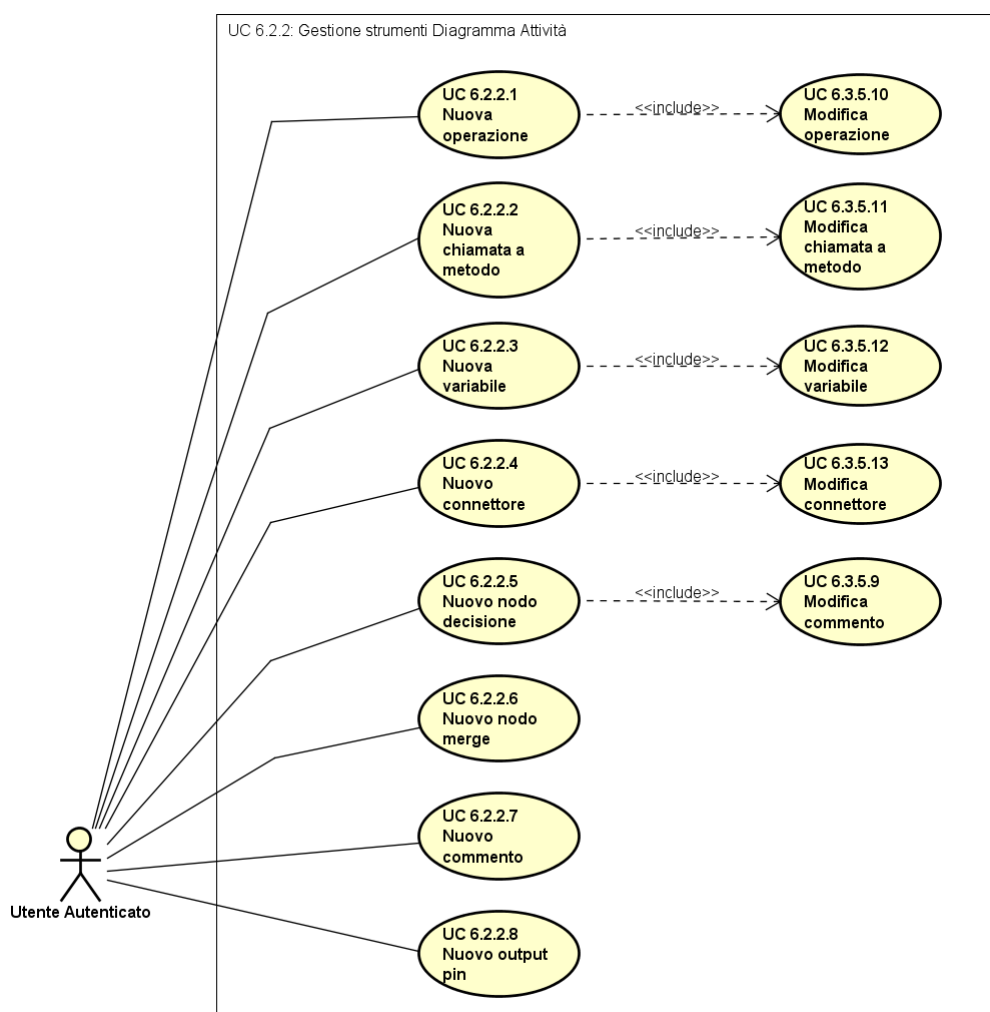 UC 6.2.2: Gestione strumenti Diagramma Attività
UC 6.2.2.1
Nuova
operazione
<<include>>
UC 6.3.5.10
Modifica
operazione
UC 6.2.2.2
Nuova
chiamata a
metodo
<<include>>
UC 6.3.5.11
Modifica
chiamata a
metodo
UC 6.2.2.3
Nuova
variabile
<<include>>
UC 6.3.5.12
Modifica
variabile
UC 6.2.2.4
Nuovo
connettore
<<include>>
UC 6.3.5.13
Modifica
connettore
UC 6.2.2.5
Nuovo nodo
decisione
<<include>>
UC 6.3.5.9
Modifica
commento
UC 6.2.2.6
Nuovo nodo
merge
UC 6.2.2.7
Nuovo
commento
Utente Autenticato
UC 6.2.2.8
Nuovo output
pin